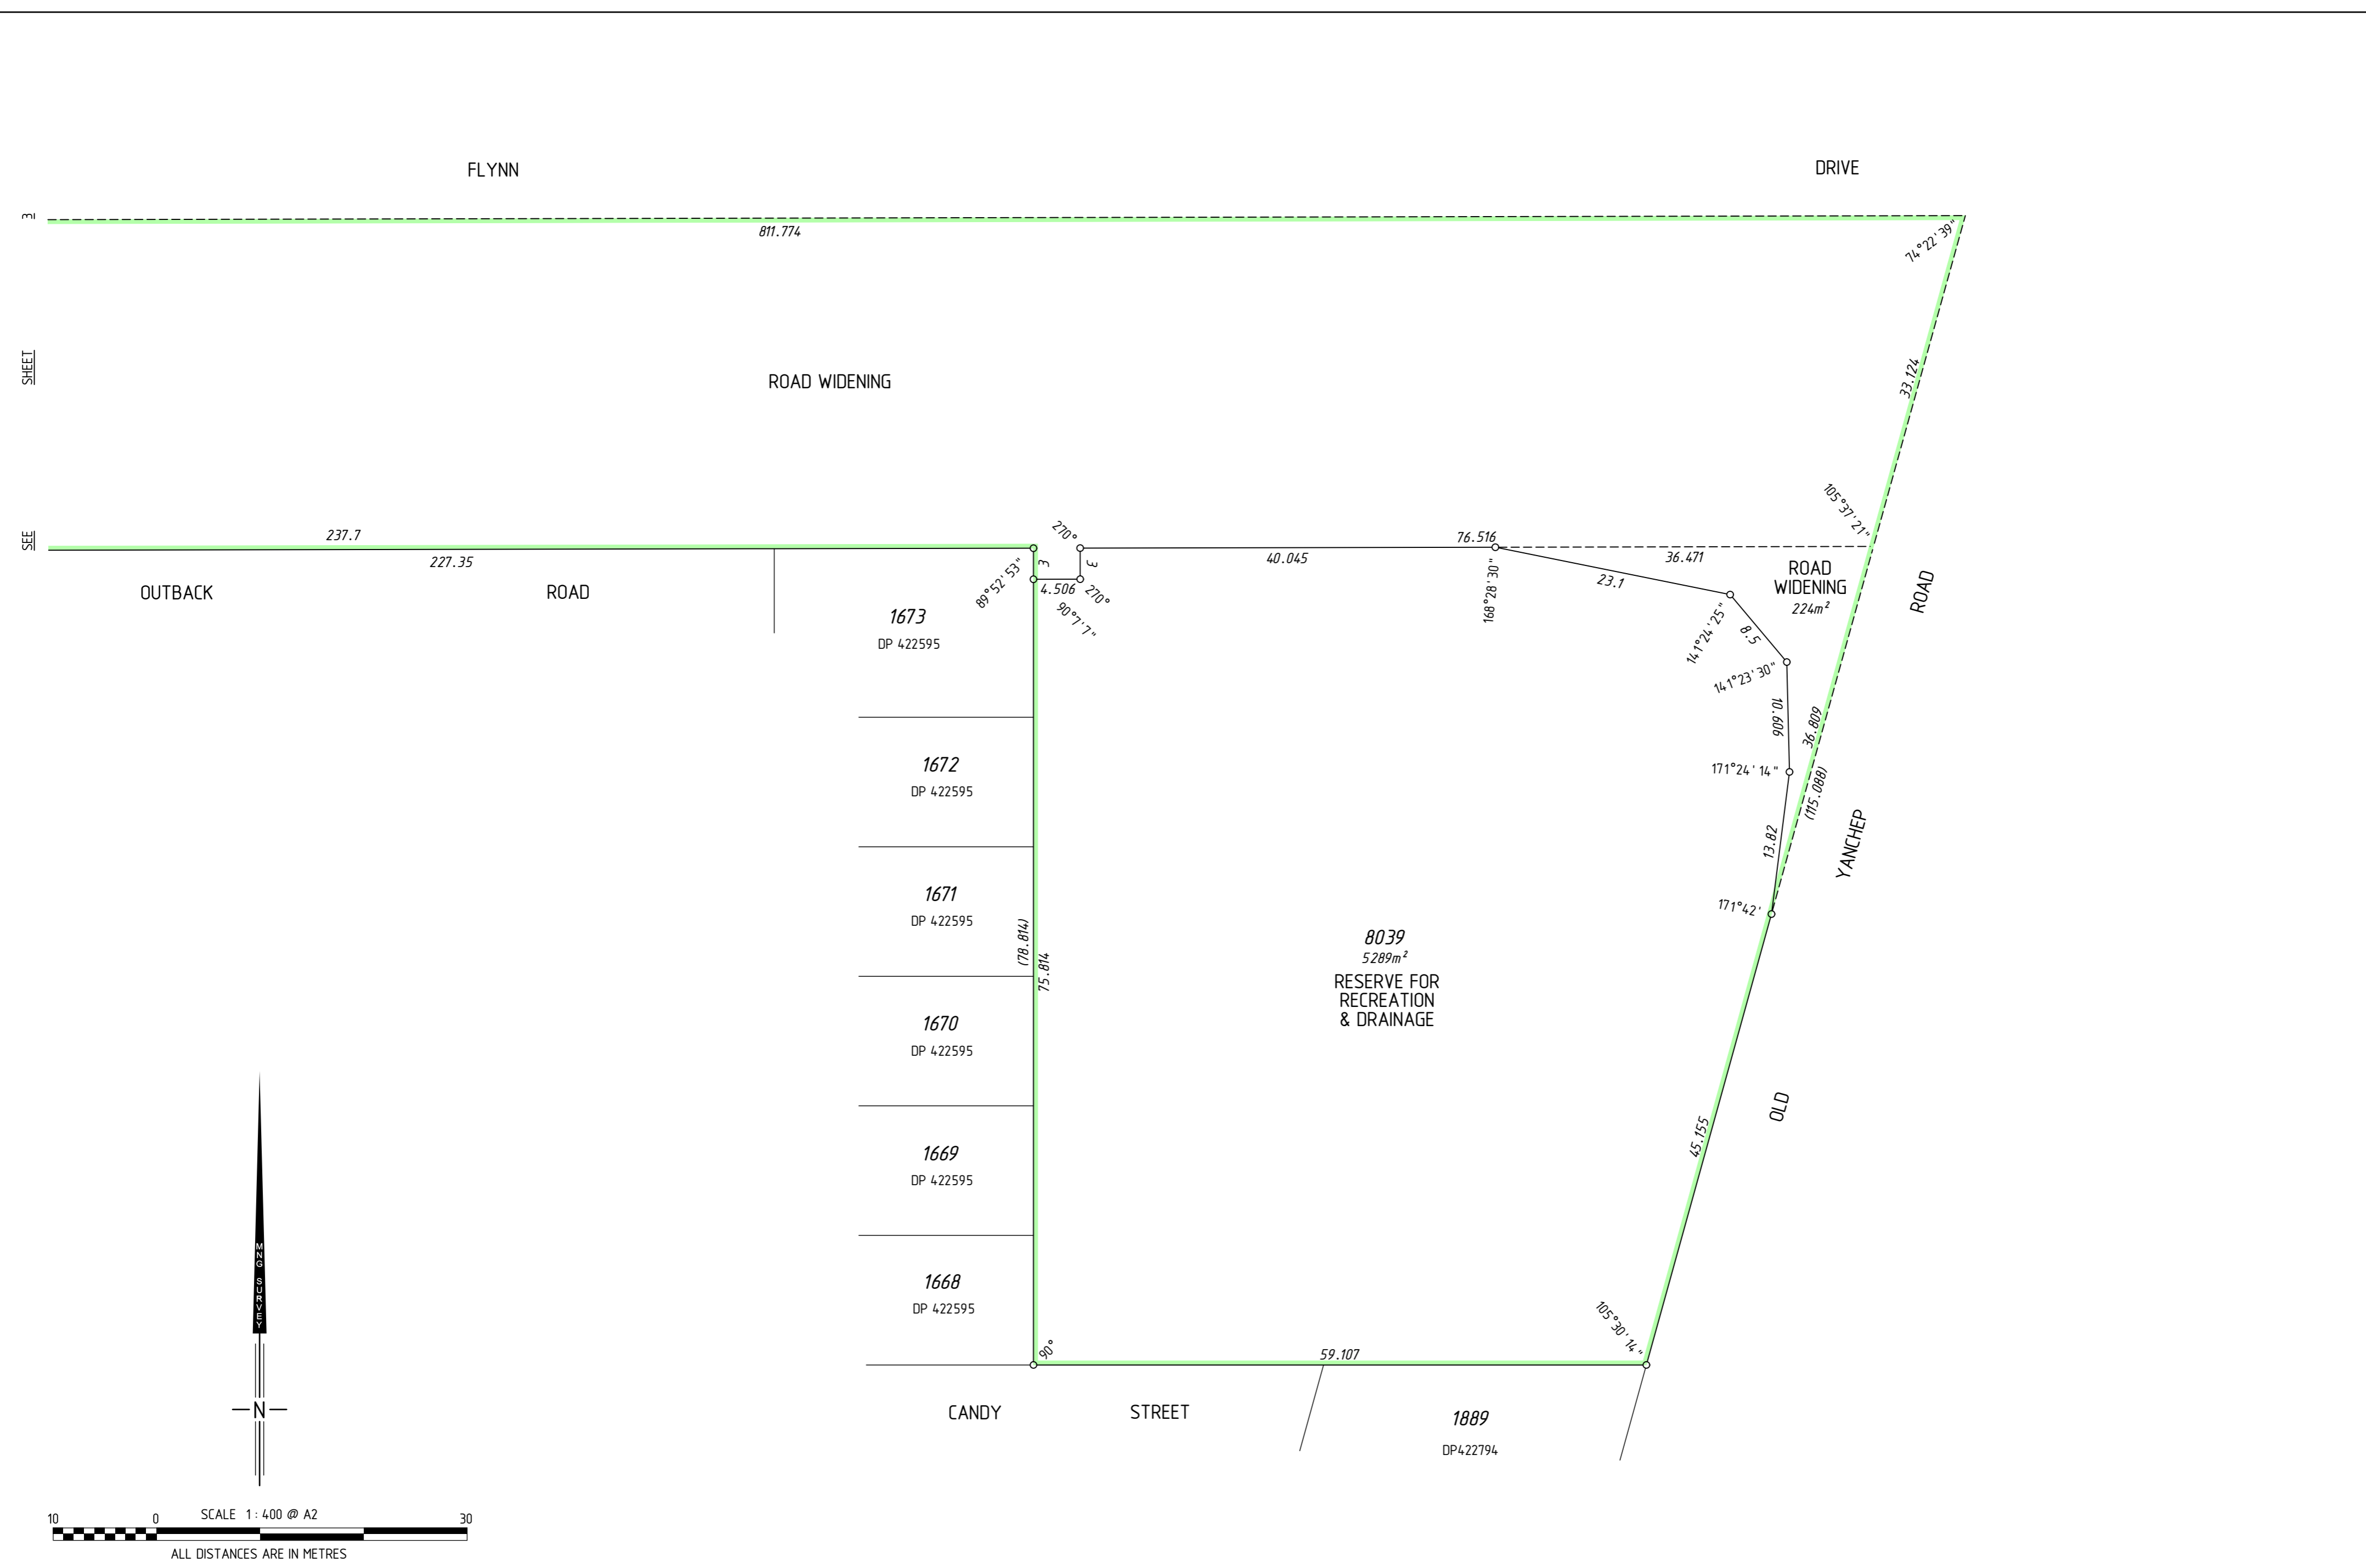 FLYNN
DRIVE
3
811.774
74°22'39"
SHEET
33.124
ROAD WIDENING
105°37'21"
SEE
237.7
270°
76.516
227.35
40.045
36.471
OUTBACK
ROAD
89°52'53"
3
3
4.506
270°
90°7'7"
168°28'30"
23.1
ROAD
WIDENING
224m²
ROAD
1673
DP 422595
141°24'25"
8.5
141°23'30"
10.606
36.809
1672
DP 422595
171°24'14"
(115.088)
13.82
YANCHEP
1671
DP 422595
171°42'
(78.814)
75.814
8039
5289m²
RESERVE FOR
RECREATION
& DRAINAGE
1670
DP 422595
OLD
45.155
1669
DP 422595
MNG SURVEY
1668
DP 422595
105°30'14"
90°
59.107
N
CANDY
STREET
1889
DP422794
SCALE 1 : 400 @ A2
10 0 30
ALL DISTANCES ARE IN METRES